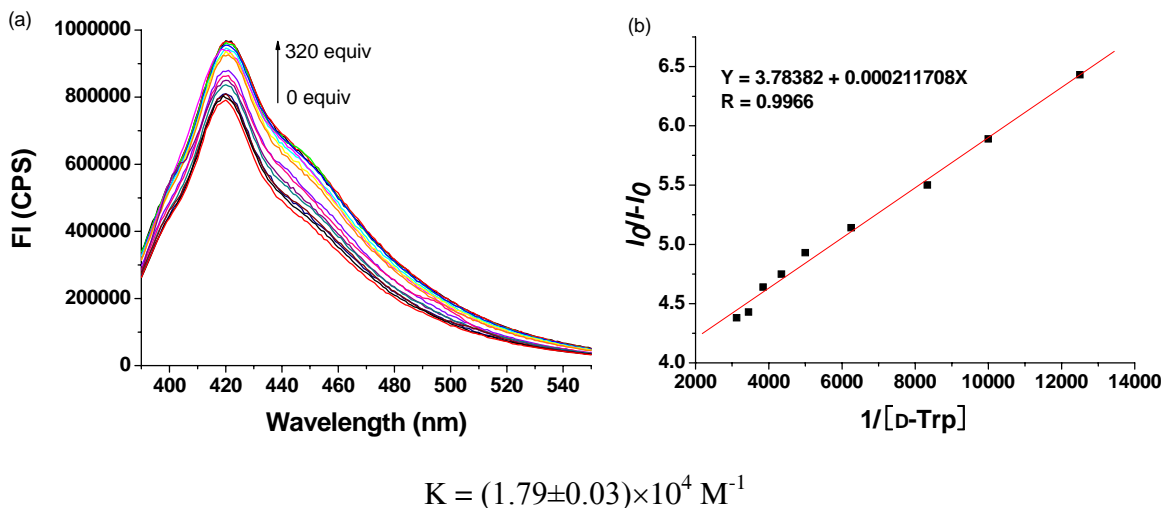 (a)
1000000
800000
600000
400000
200000
0
FI (CPS)
320 equiv
0 equiv
400 420 440 460 480 500 520 540
Wavelength (nm)
(b)
6.5
6.0
5.5
5.0
4.5
4.0
I0/I-I0
Y = 3.78382 + 0.000211708X
R = 0.9966
2000 4000 6000 8000 10000 12000 14000
1/[D-Trp]
K = (1.79±0.03)×10⁴ M⁻¹